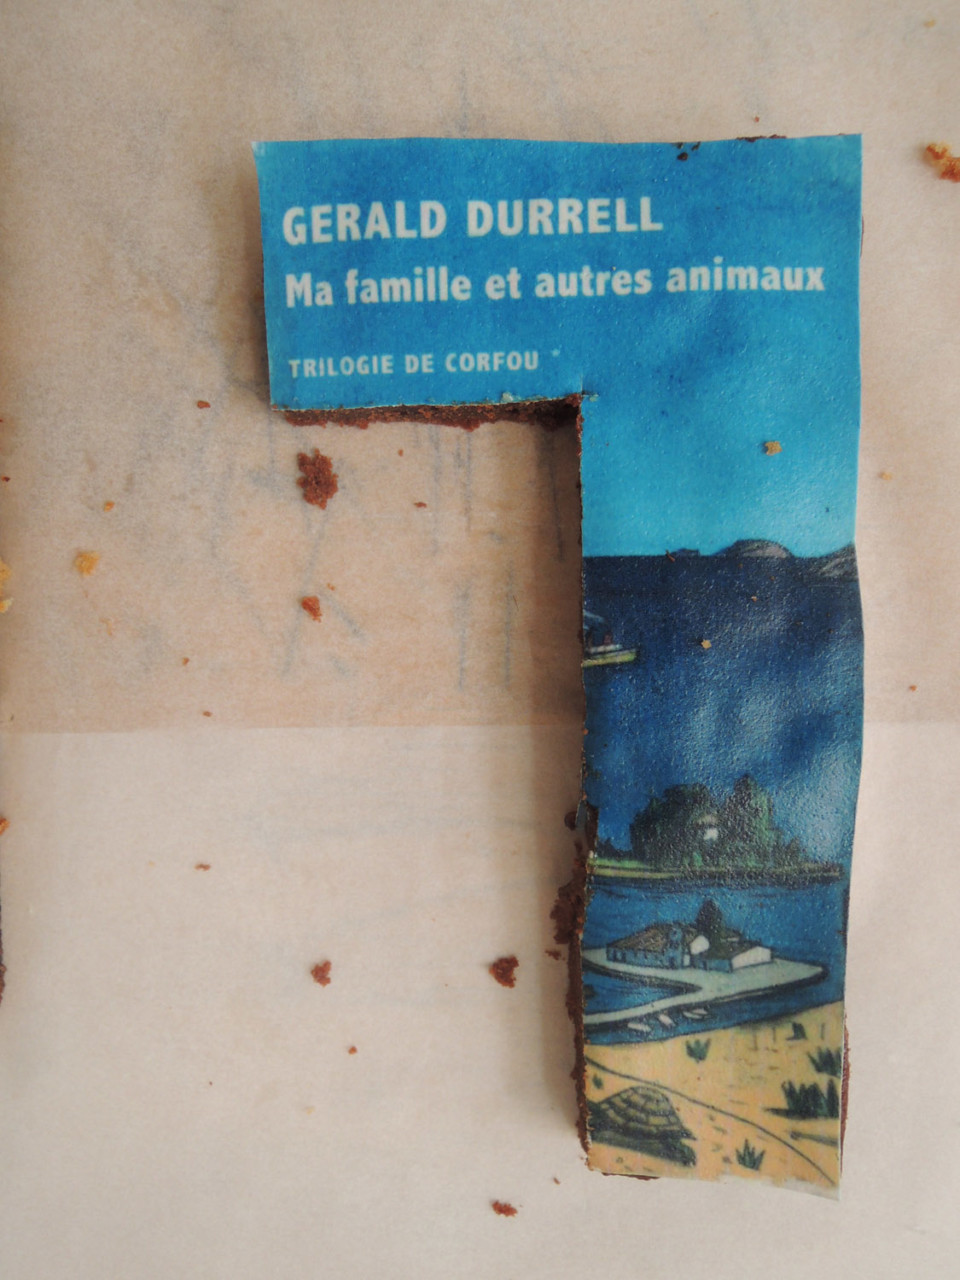 GERALD DURRELL
Ma famille et autres animaux
TRILOGIE DE CORFOU